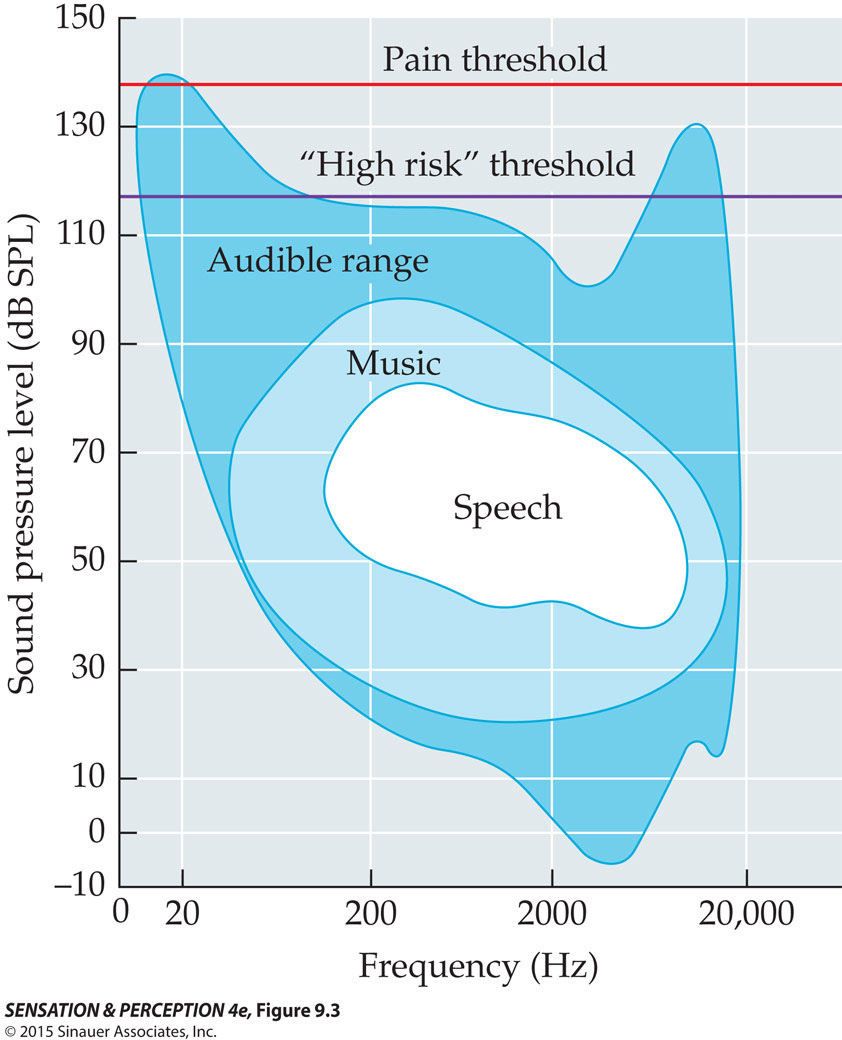 150
Pain threshold
130
“High risk” threshold
110
Audible range
90
Music
70
Speech
50
30
10
0
–10
0 20 200 2000 20,000
Sound pressure level (dB SPL)
Frequency (Hz)
SENSATION & PERCEPTION 4e, Figure 9.3
© 2015 Sinauer Associates, Inc.